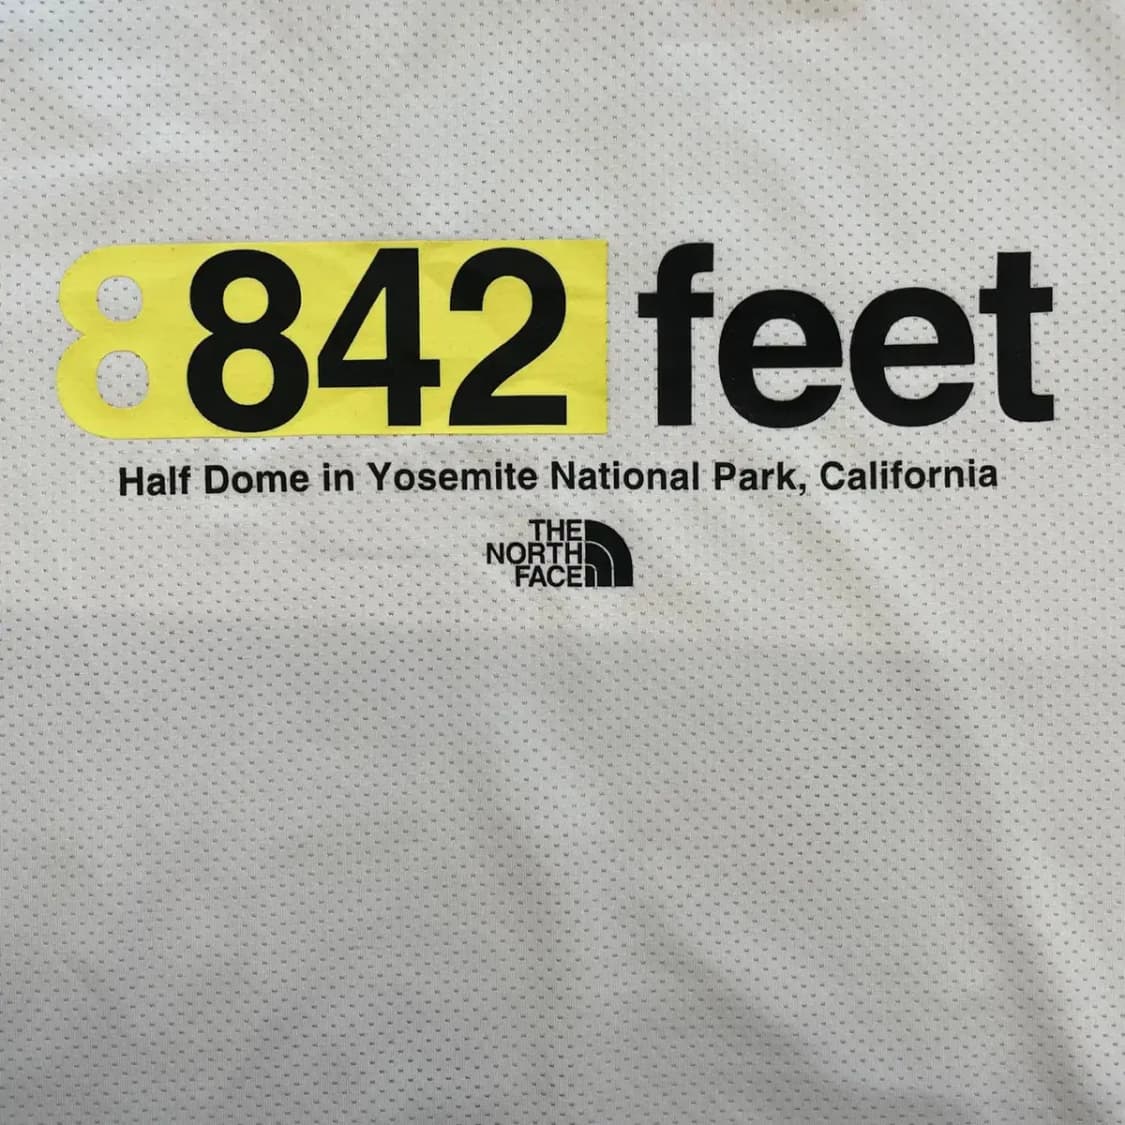 8842 feet
Half Dome in Yosemite National Park, California
THE
NORTH
FACE